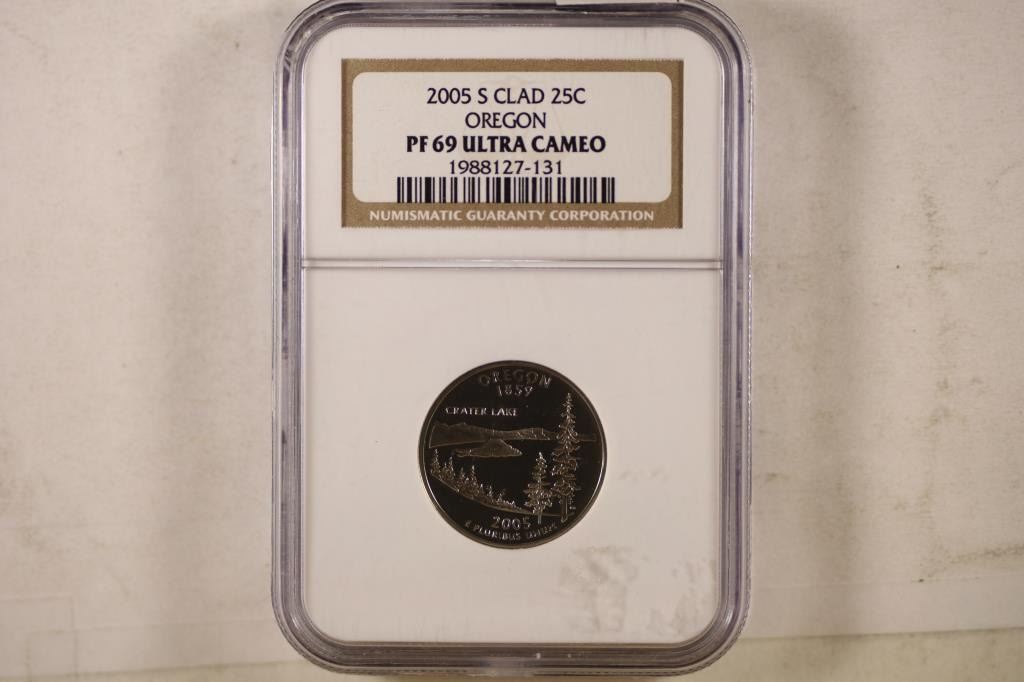 2005 S CLAD 25C
OREGON
PF 69 ULTRA CAMEO
1988127-131
NUMISMATIC GUARANTY CORPORATION
OREGON
1859
CRATER LAKE
2005
E PLURIBUS UNUM